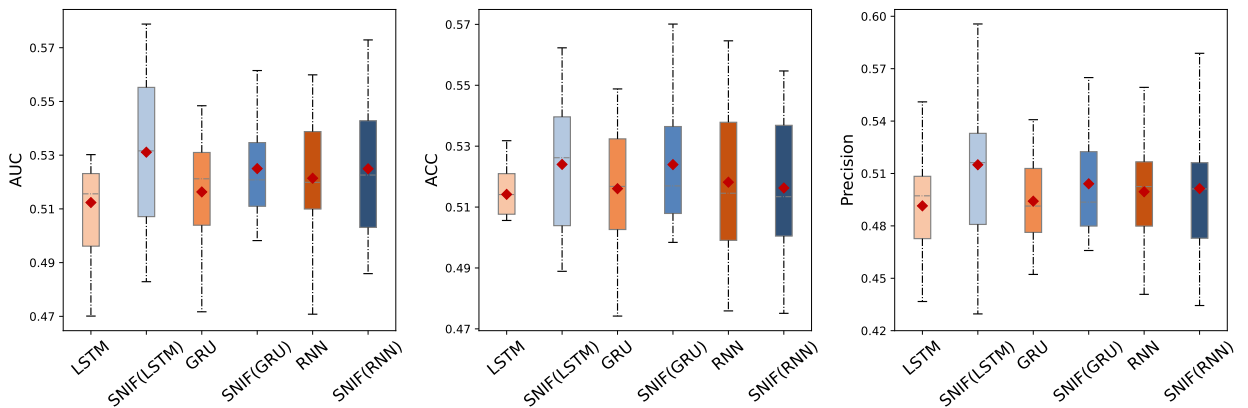 AUC
0.57
0.55
0.53
0.51
0.49
0.47
LSTM
SNIF(LSTM)
GRU
SNIF(GRU)
RNN
SNIF(RNN)
ACC
0.57
0.55
0.53
0.51
0.49
0.47
LSTM
SNIF(LSTM)
GRU
SNIF(GRU)
RNN
SNIF(RNN)
Precision
0.60
0.57
0.54
0.51
0.48
0.45
0.42
LSTM
SNIF(LSTM)
GRU
SNIF(GRU)
RNN
SNIF(RNN)